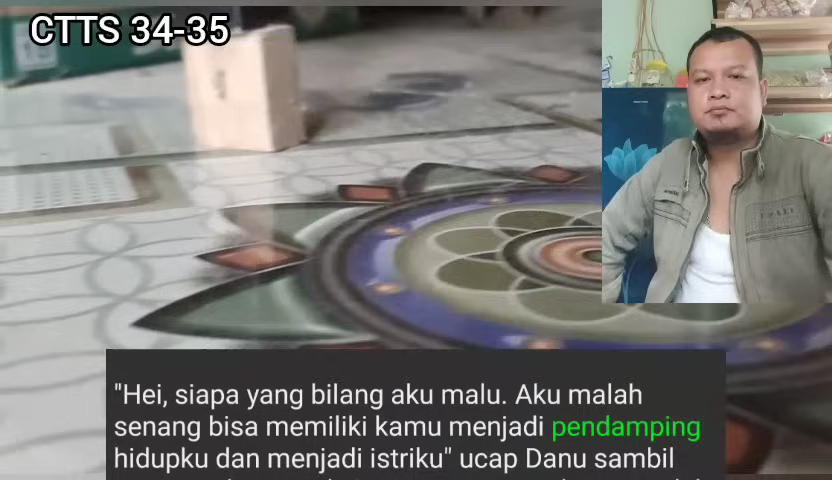 CTTS 34-35
"Hei, siapa yang bilang aku malu. Aku malah
senang bisa memiliki kamu menjadi pendamping
hidupku dan menjadi istriku" ucap Danu sambil